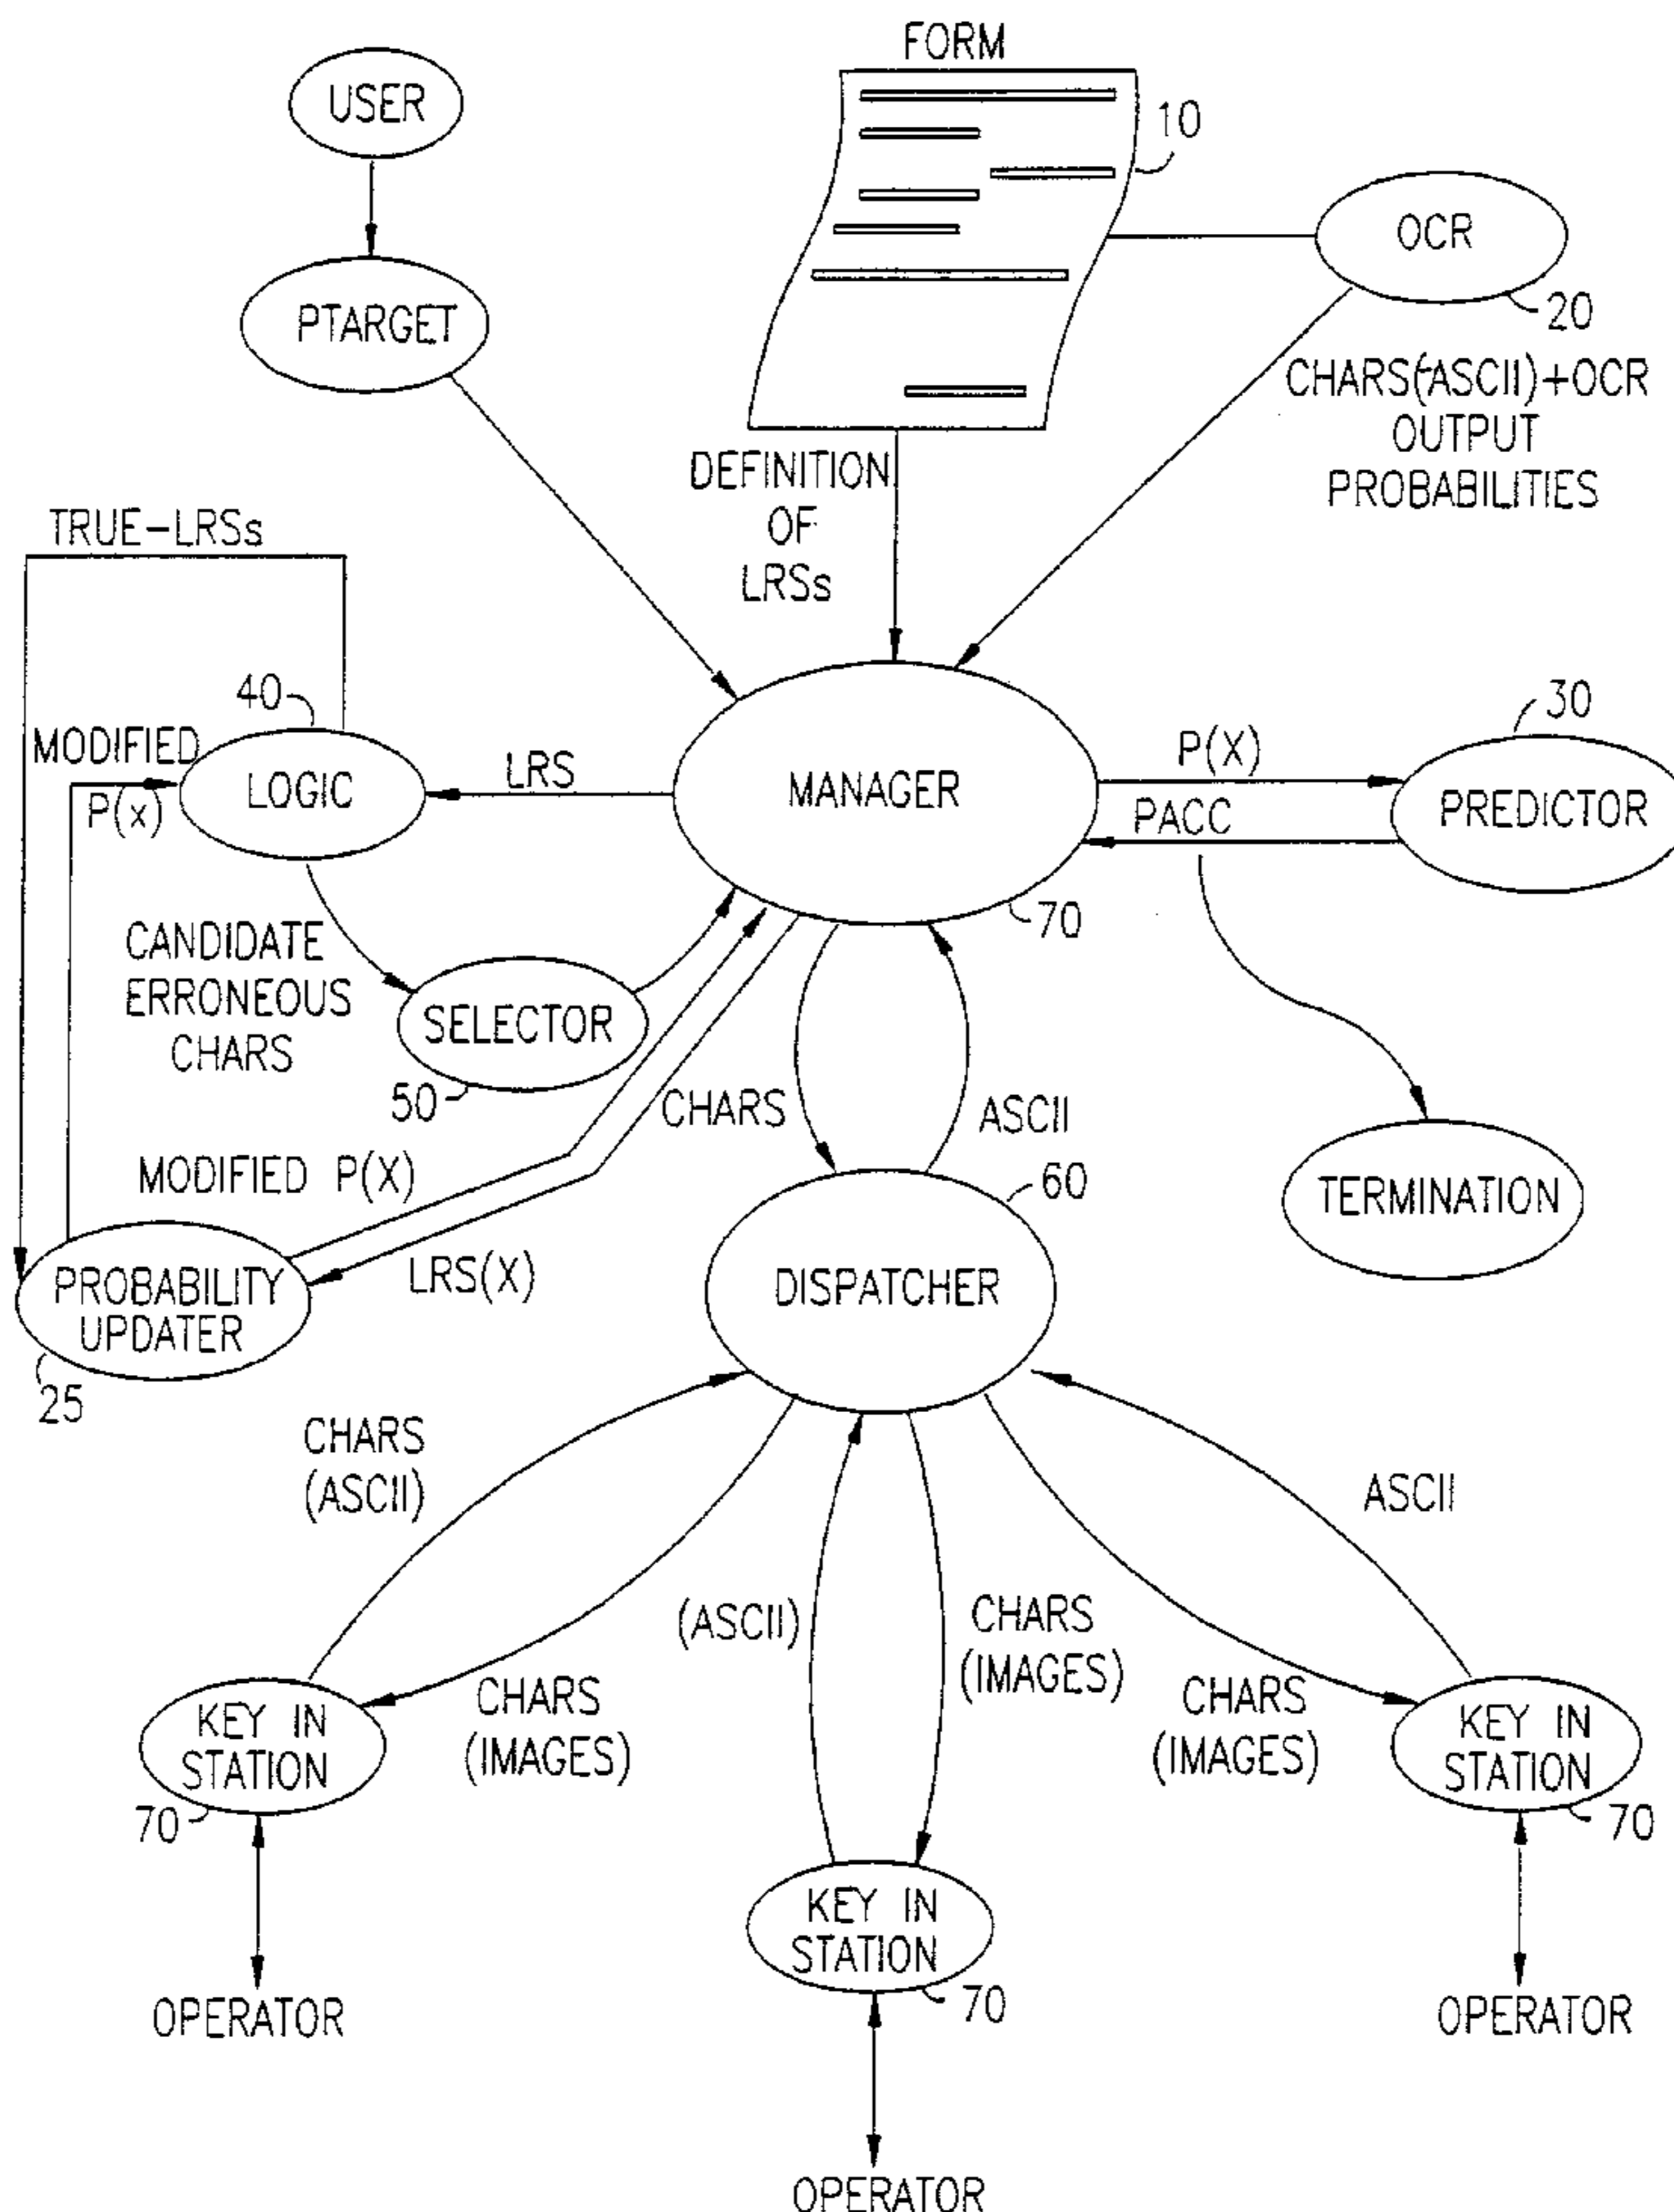 FORM
USER
10
OCR
PTARGET
20
CHARS(ASCII)+OCR
OUTPUT
PROBABILITIES
DEFINITION
OF
LRSs
TRUE-LRSs
40
30
MODIFIED
P(x)
LOGIC
LRS
MANAGER
P(X)
PACC
PREDICTOR
70
CANDIDATE
ERRONEOUS
CHARS
SELECTOR
50
CHARS
ASCII
MODIFIED P(X)
60
TERMINATION
LRS(X)
PROBABILITY
UPDATER
25
DISPATCHER
CHARS
(ASCII)
ASCII
(ASCII)
CHARS
(IMAGES)
CHARS
(IMAGES)
CHARS
(IMAGES)
KEY IN
STATION
70
KEY IN
STATION
70
KEY IN
STATION
70
OPERATOR
OPERATOR
OPERATOR